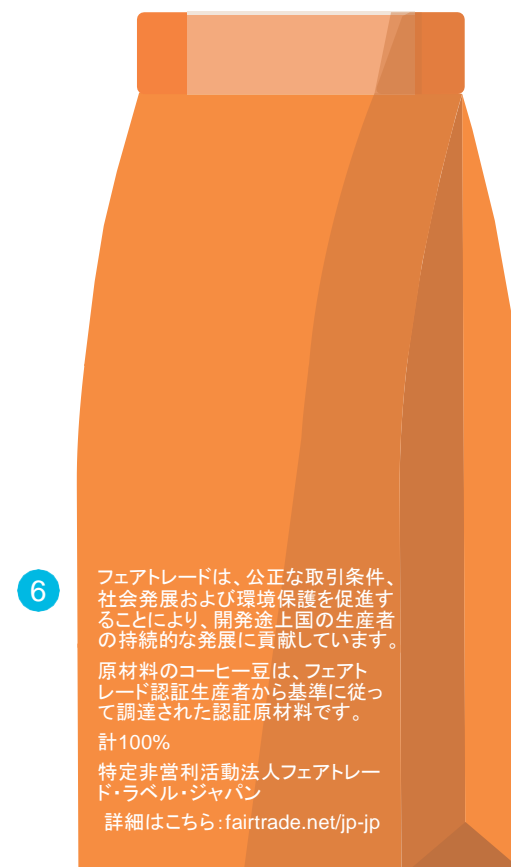 6
フェアトレードは、公正な取引条件、
社会発展および環境保護を促進す
ることにより、開発途上国の生産者
の持続的な発展に貢献しています。
原材料のコーヒー豆は、フェアト
レード認証生産者から基準に従っ
て調達された認証原材料です。
計100%
特定非営利活動法人フェアトレー
ド・ラベル・ジャパン
詳細はこちら:fairtrade.net/jp-jp